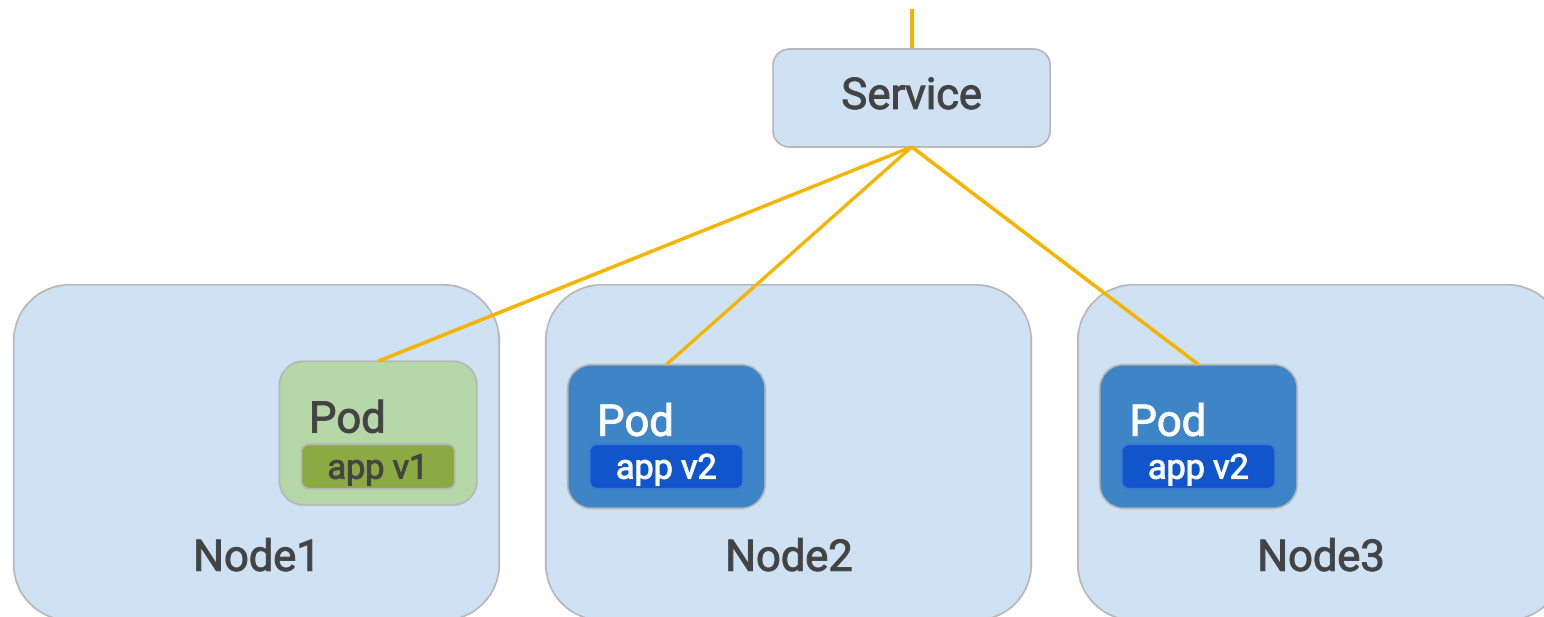 Service
Pod
app v1
Node1
Pod
app v2
Node2
Pod
app v2
Node3